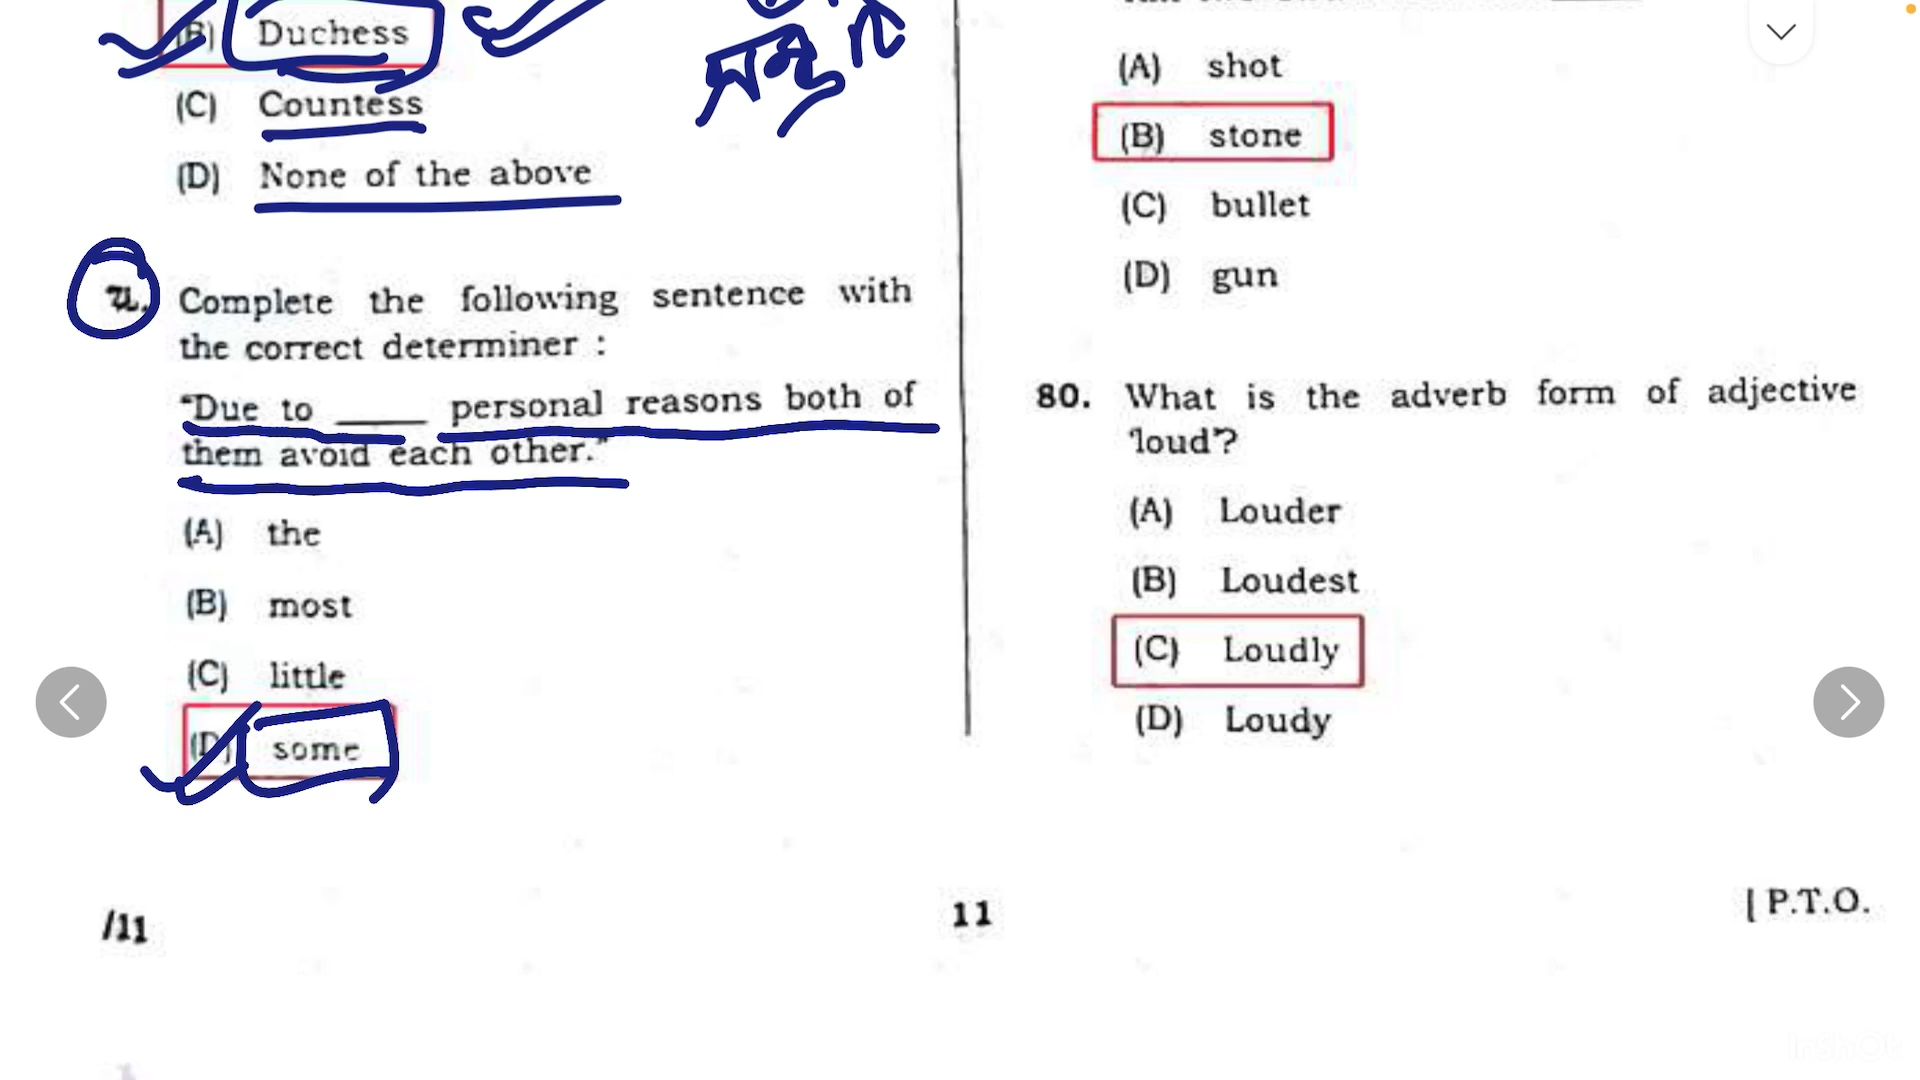 (B) Duchess
(C) Countess
(D) None of the above
Complete the following sentence with
the correct determiner :
"Due to ____ personal reasons both of
them avoid each other."
(A) the
(B) most
(C) little
(D) some
/11
(A) shot
(B) stone
(C) bullet
(D) gun
80. What is the adverb form of adjective
'loud'?
(A) Louder
(B) Loudest
(C) Loudly
(D) Loudy
11
[ P.T.O.